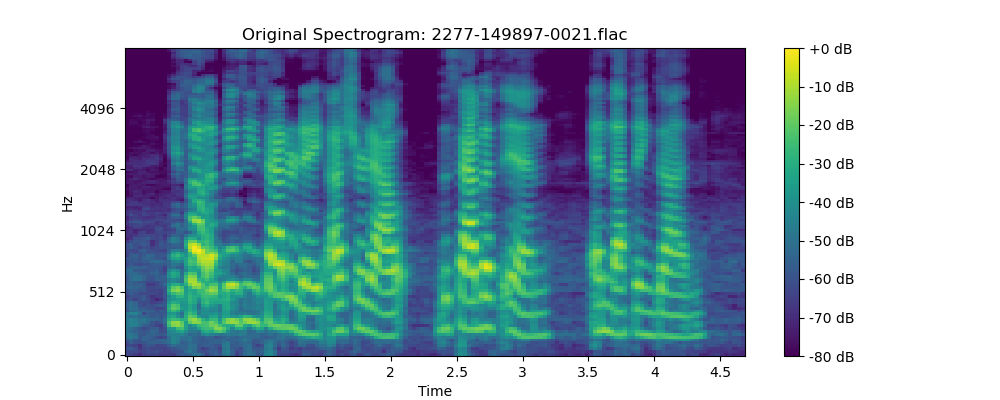 Original Spectrogram: 2277-149897-0021.flac
Hz
4096
2048
1024
512
0
0 0.5 1 1.5 2 2.5 3 3.5 4 4.5
Time
+0 dB
-10 dB
-20 dB
-30 dB
-40 dB
-50 dB
-60 dB
-70 dB
-80 dB